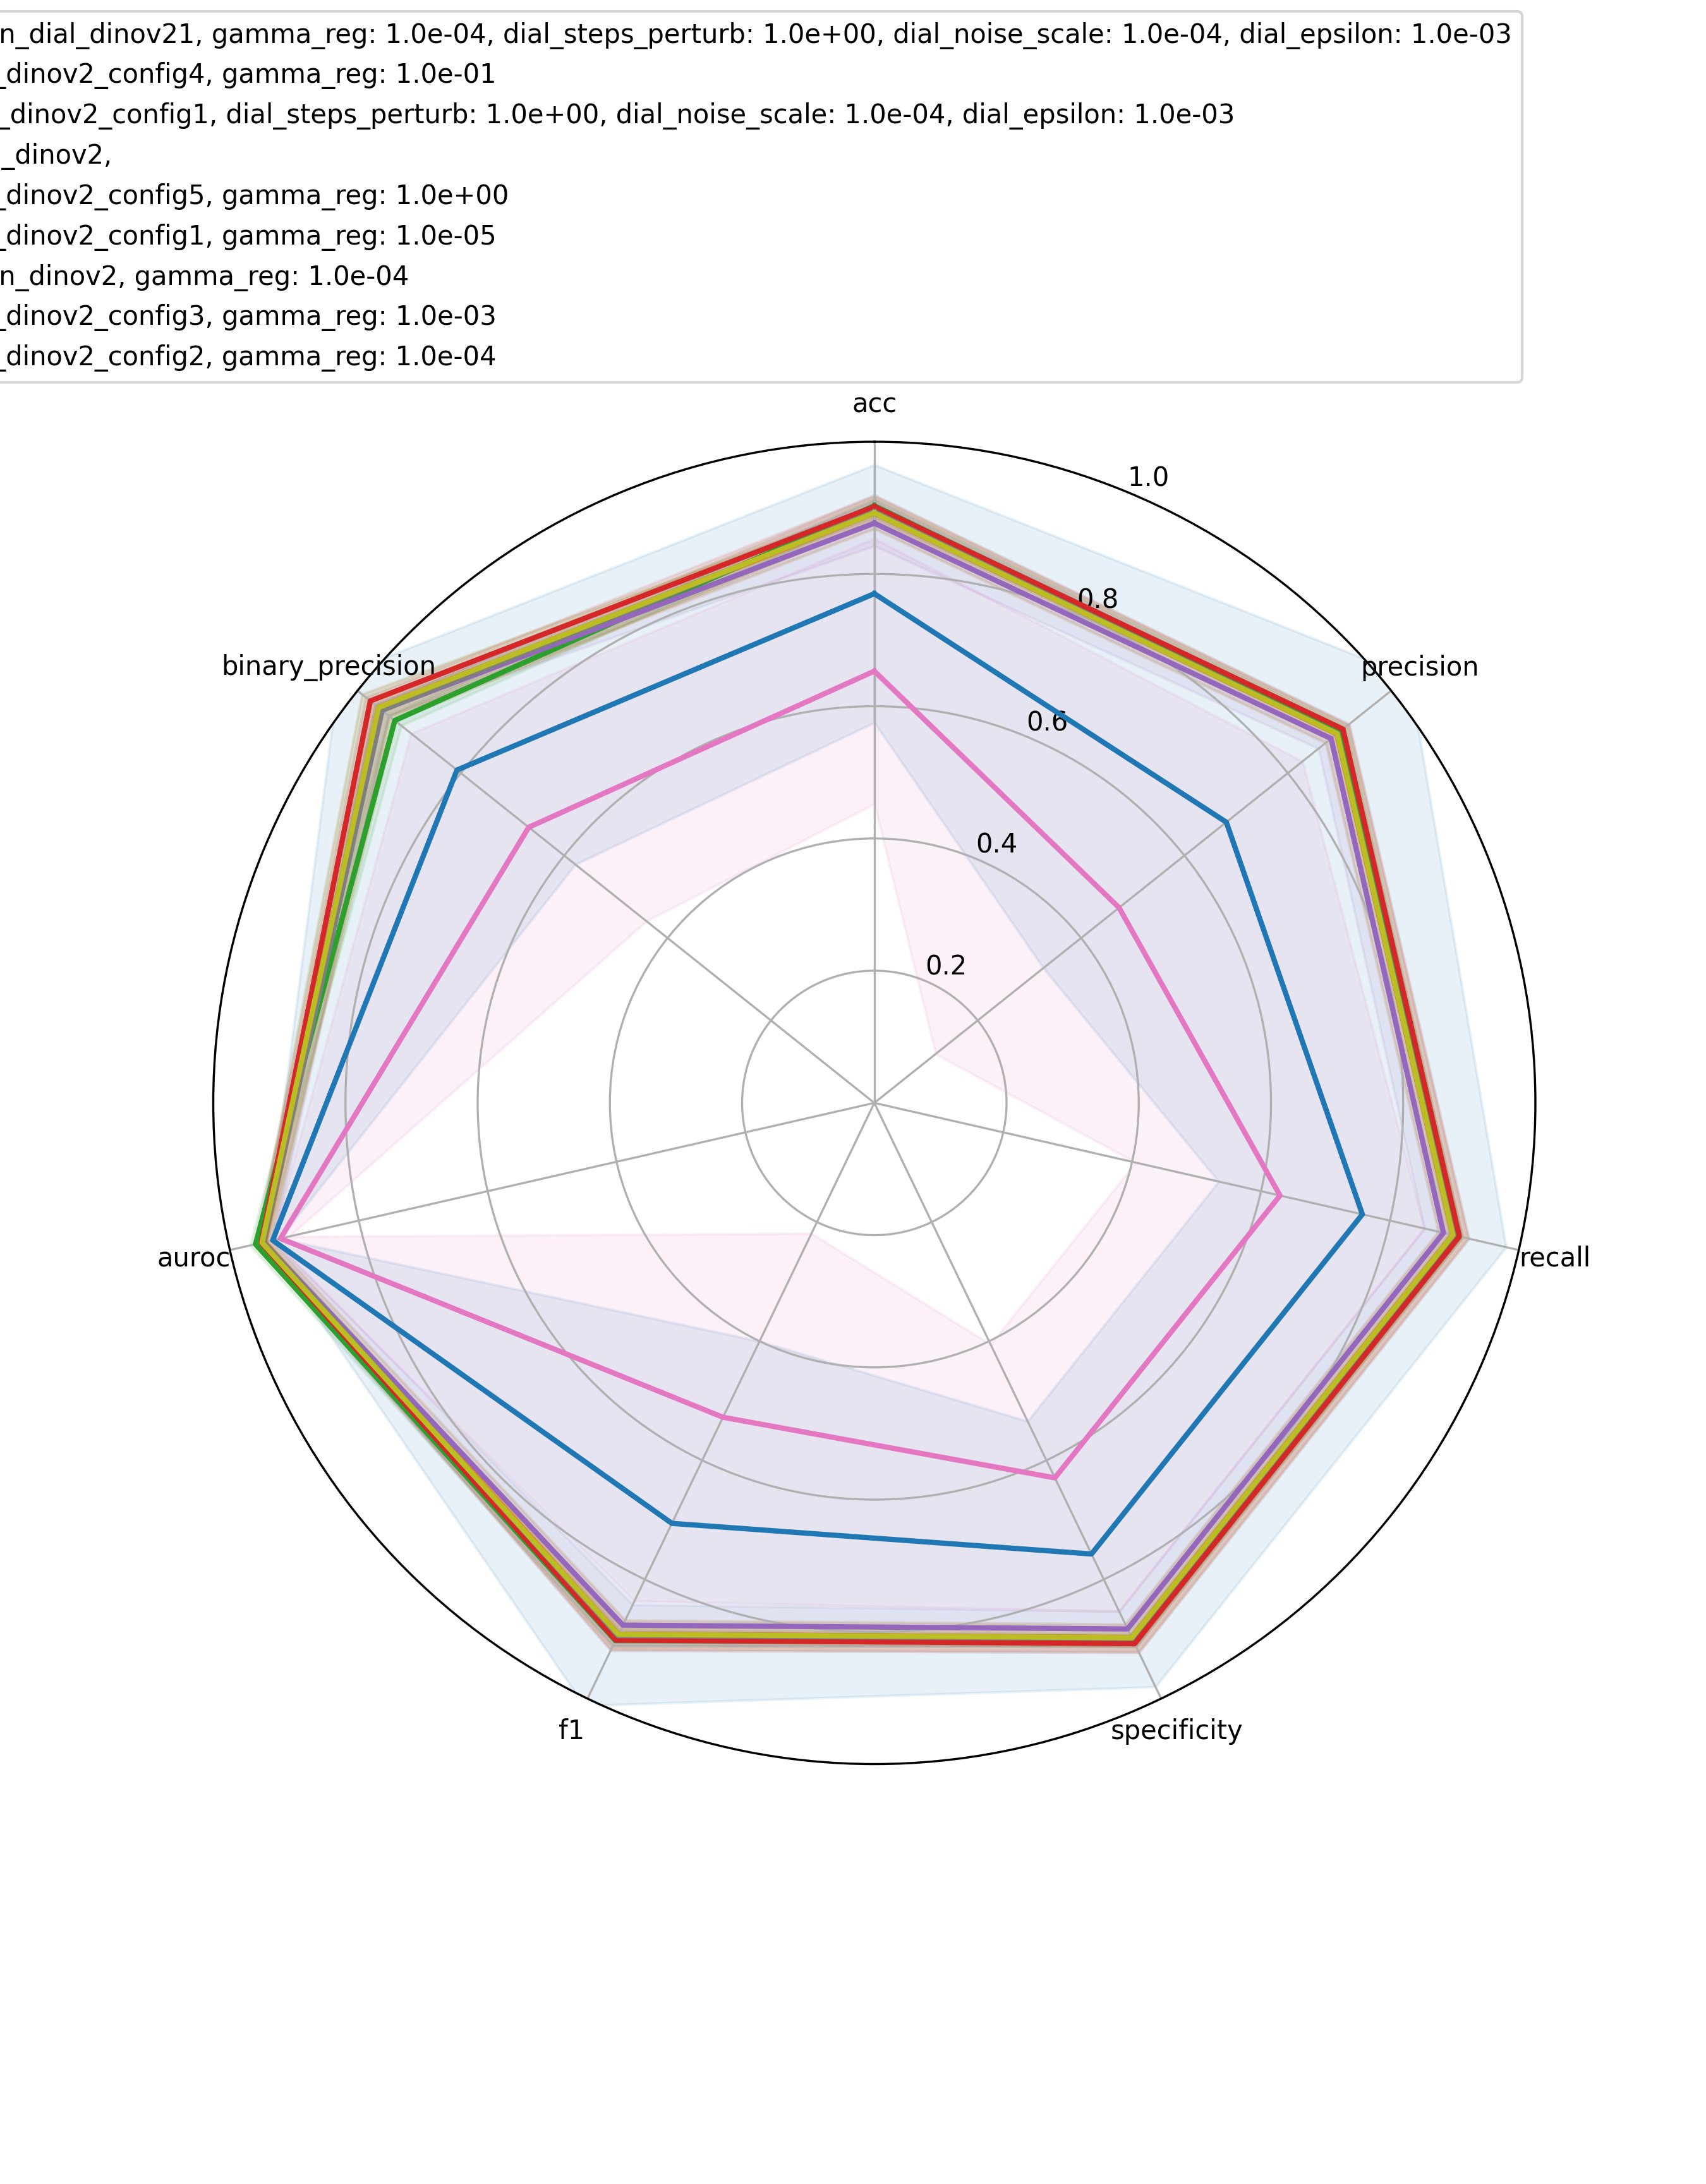 n_dial_dinov21, gamma_reg: 1.0e-04, dial_steps_perturb: 1.0e+00, dial_noise_scale: 1.0e-04, dial_epsilon: 1.0e-03
_dinov2_config4, gamma_reg: 1.0e-01
_dinov2_config1, dial_steps_perturb: 1.0e+00, dial_noise_scale: 1.0e-04, dial_epsilon: 1.0e-03
_dinov2,
_dinov2_config5, gamma_reg: 1.0e+00
_dinov2_config1, gamma_reg: 1.0e-05
n_dinov2, gamma_reg: 1.0e-04
_dinov2_config3, gamma_reg: 1.0e-03
_dinov2_config2, gamma_reg: 1.0e-04
acc
1.0
0.8
binary_precision
precision
0.6
0.4
0.2
auroc
recall
f1
specificity